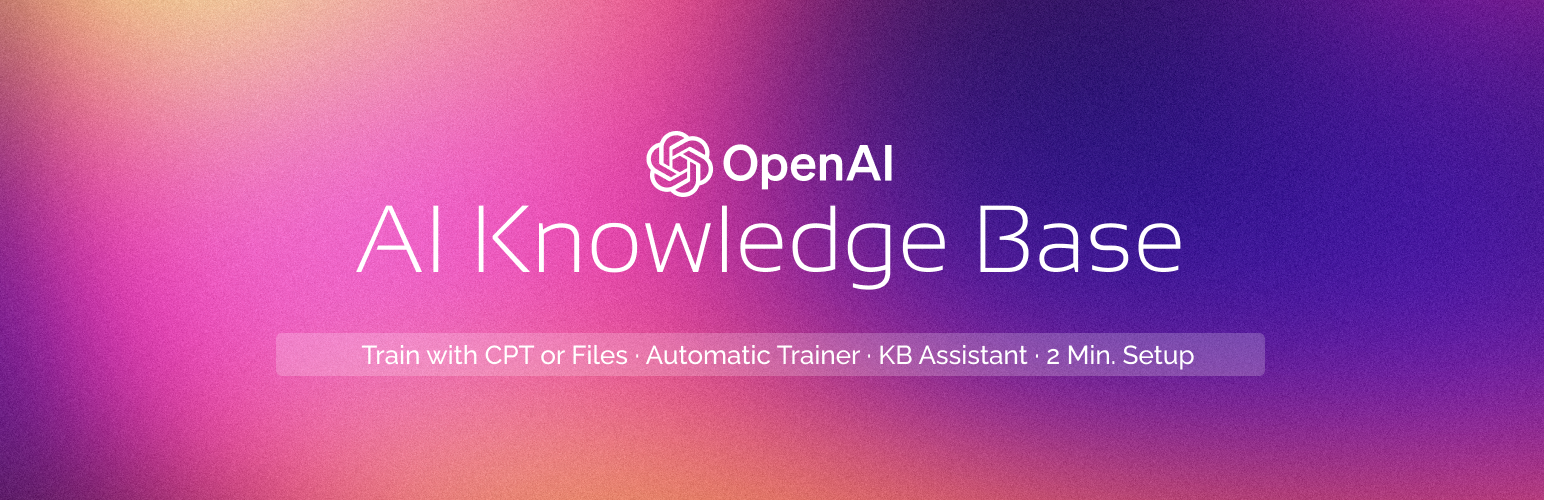 OpenAI
AI Knowledge Base
Train with CPT or Files · Automatic Trainer · KB Assistant · 2 Min. Setup